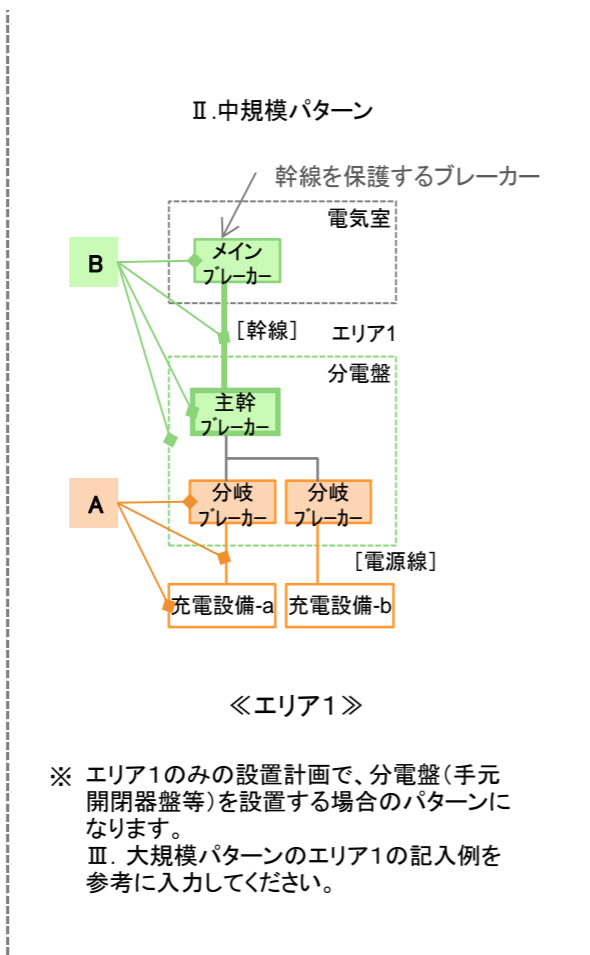 Ⅱ.中規模パターン
幹線を保護するブレーカー
電気室
メイン
ブレーカー
B
[幹線]
エリア1
分電盤
主幹
ブレーカー
A
分岐
ブレーカー
分岐
ブレーカー
[電源線]
充電設備-a
充電設備-b
≪エリア1≫
※ エリア1のみの設置計画で、分電盤(手元
開閉器盤等)を設置する場合のパターンに
なります。
Ⅲ. 大規模パターンのエリア1の記入例を
参考に入力してください。